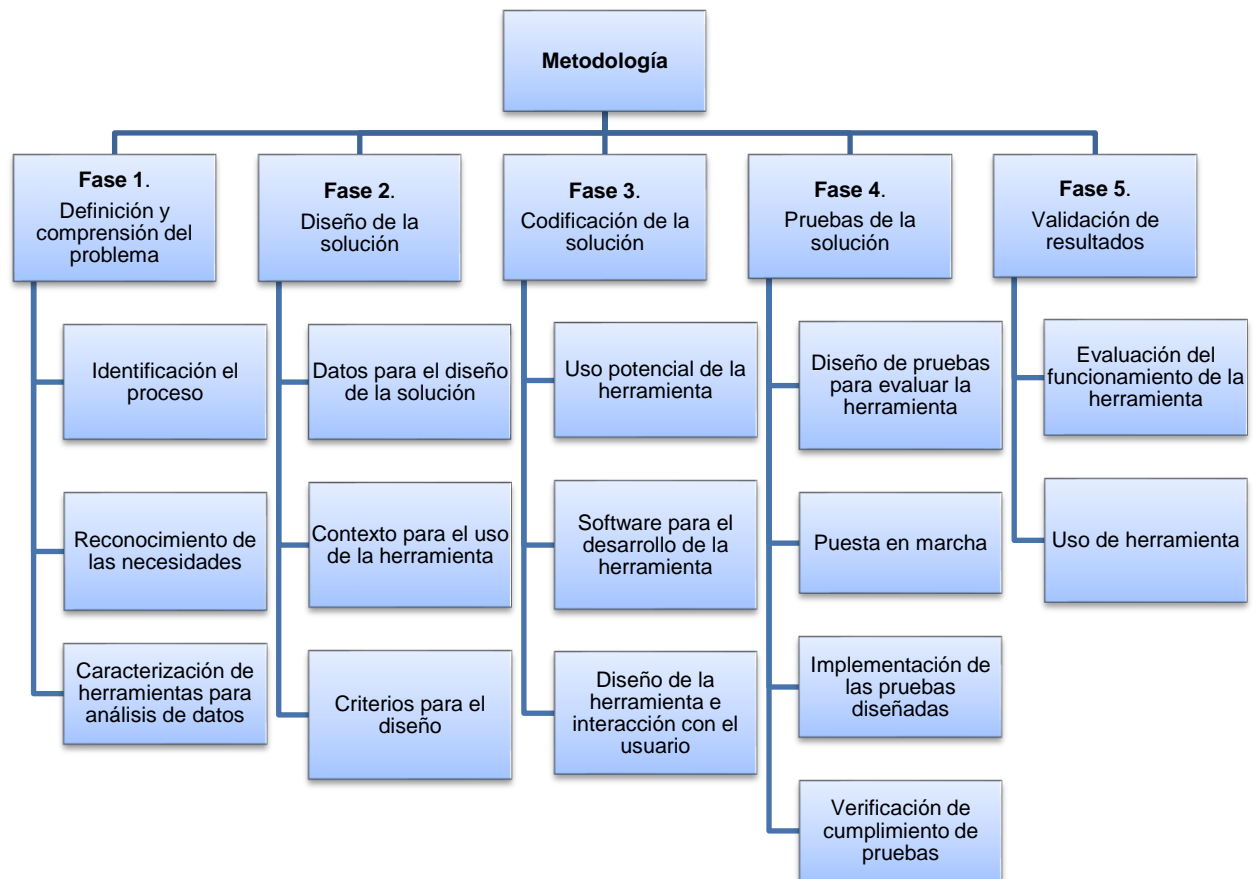 Metodología
Fase 1.
Definición y
comprensión del
problema
Identificación el
proceso
Reconocimiento de
las necesidades
Caracterización de
herramientas para
análisis de datos
Fase 2.
Diseño de la
solución
Datos para el diseño
de la solución
Contexto para el uso
de la herramienta
Criterios para el
diseño
Fase 3.
Codificación de la
solución
Uso potencial de la
herramienta
Software para el
desarrollo de la
herramienta
Diseño de la
herramienta e
interacción con el
usuario
Fase 4.
Pruebas de la
solución
Diseño de pruebas
para evaluar la
herramienta
Puesta en marcha
Implementación de
las pruebas
diseñadas
Verificación de
cumplimiento de
pruebas
Fase 5.
Validación de
resultados
Evaluación del
funcionamiento de la
herramienta
Uso de herramienta